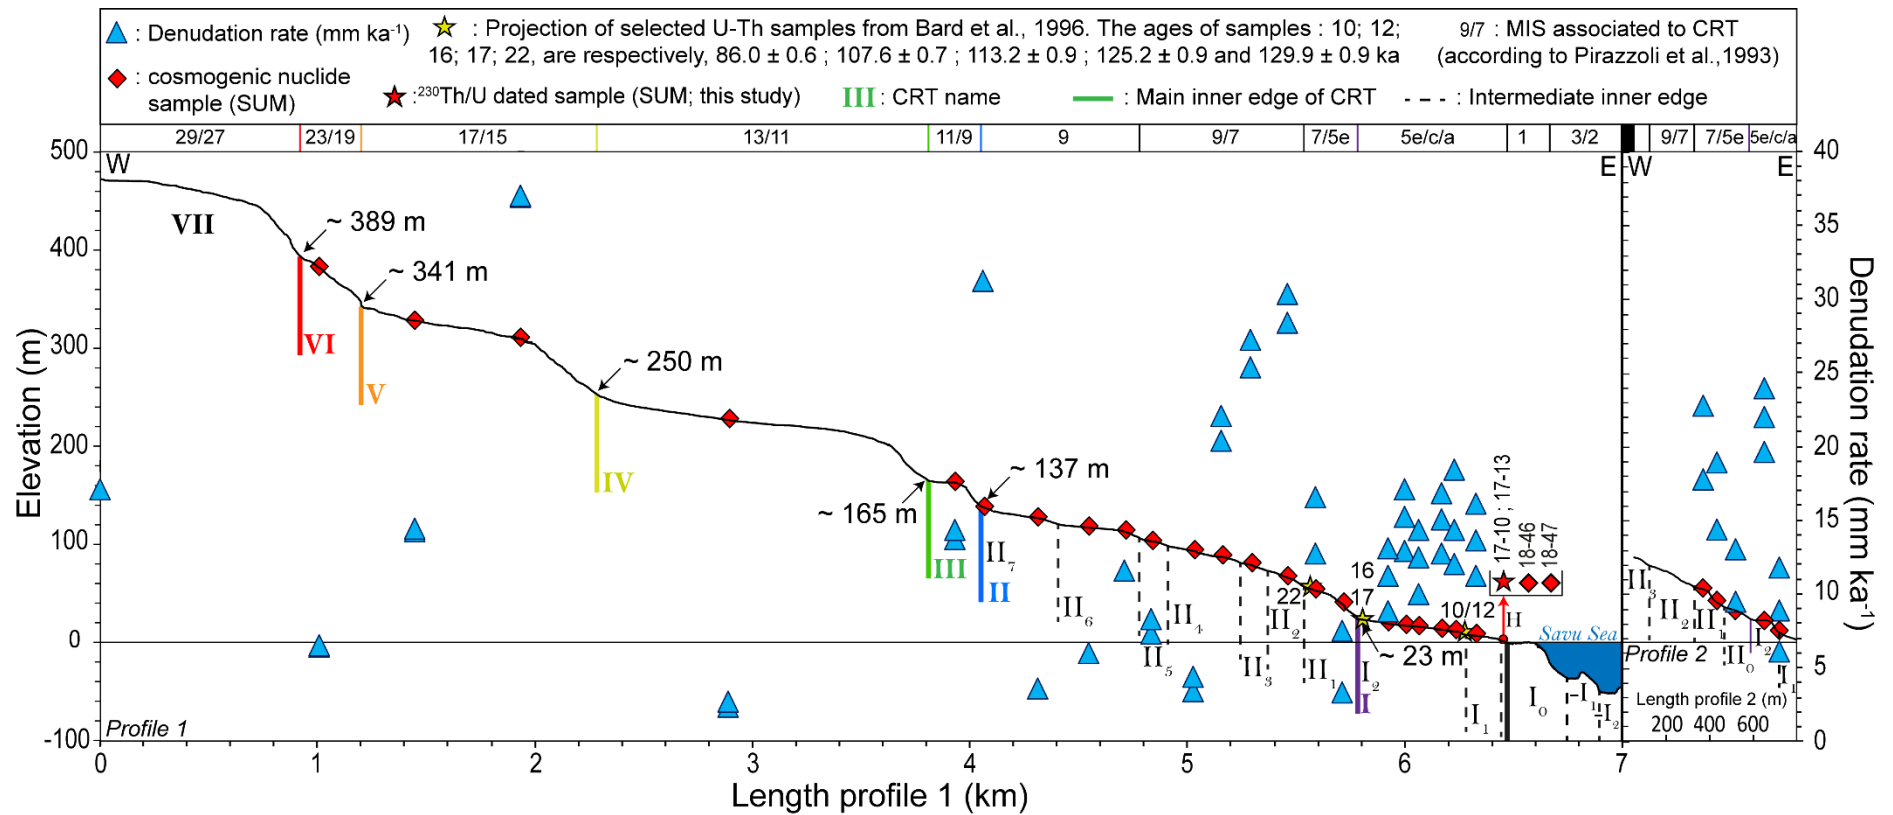 : Denudation rate (mm ka⁻¹)
: Projection of selected U-Th samples from Bard et al., 1996. The ages of samples : 10; 12;
16; 17; 22, are respectively, 86.0 ± 0.6 ; 107.6 ± 0.7 ; 113.2 ± 0.9 ; 125.2 ± 0.9 and 129.9 ± 0.9 ka
9/7 : MIS associated to CRT
(according to Pirazzoli et al.,1993)
: cosmogenic nuclide
sample (SUM)
: ²³⁰Th/U dated sample (SUM; this study)
III : CRT name
: Main inner edge of CRT
: Intermediate inner edge
29/27 23/19 17/15 13/11 11/9 9 9/7 7/5e 5e/c/a 1 3/2 9/7 7/5e 5e/c/a
W E W E
500
400
300
200
100
0
-100
Elevation (m)
40
35
30
25
20
15
10
5
0
Denudation rate (mm ka⁻¹)
VII
~ 389 m
VI
~ 341 m
V
~ 250 m
IV
~ 165 m
III
~ 137 m
II₇
II
II₆
II₅
II₄
II₃
II₂
II₁
22
16
17
~ 23 m
I₂
I
10/12
I₁
17-10 ; 17-13
18-46
18-47
H
Savu Sea
I₀
-I₁
-I₂
II₃
II₂
II₁
II₀
I₂
I₁
Profile 1
Profile 2
Length profile 2 (m)
200 400 600
0 1 2 3 4 5 6 7
Length profile 1 (km)